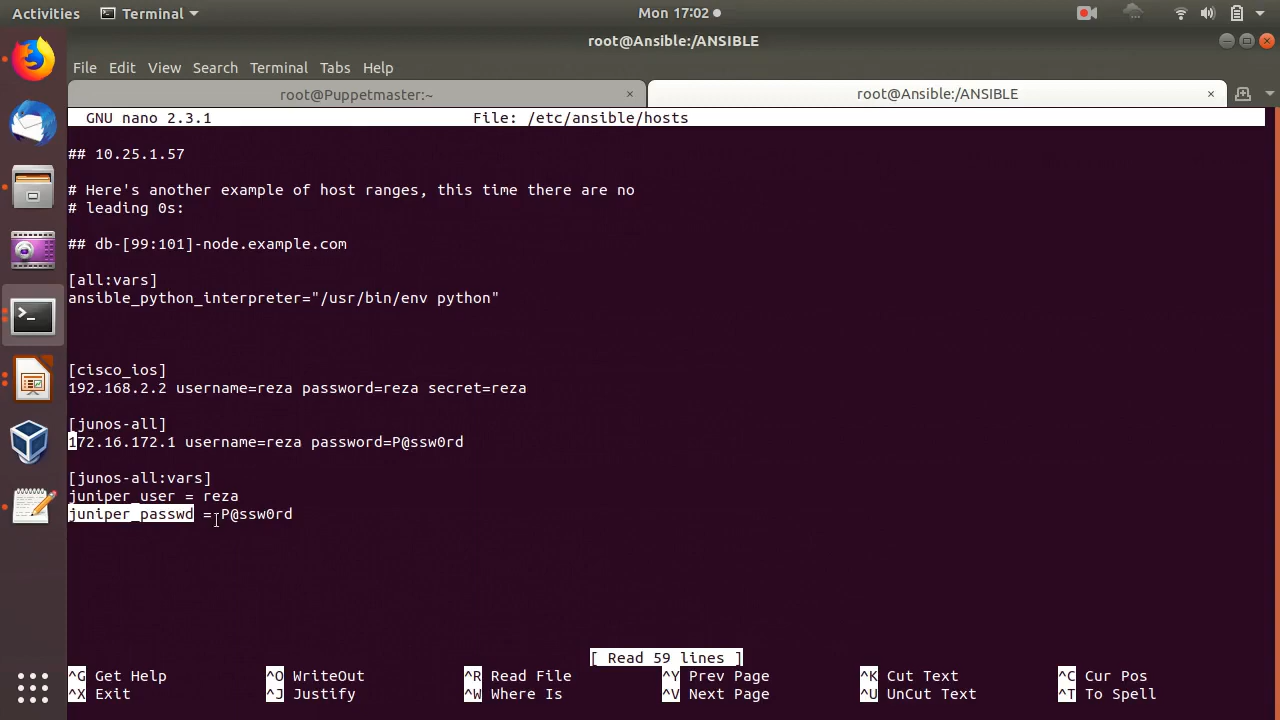 Activities Terminal Mon 17:02
root@Ansible:/ANSIBLE
File Edit View Search Terminal Tabs Help
root@Puppetmaster:~ × root@Ansible:/ANSIBLE ×
GNU nano 2.3.1 File: /etc/ansible/hosts
## 10.25.1.57
# Here's another example of host ranges, this time there are no
# leading 0s:
## db-[99:101]-node.example.com
[all:vars]
ansible_python_interpreter="/usr/bin/env python"
[cisco_ios]
192.168.2.2 username=reza password=reza secret=reza
[junos-all]
172.16.172.1 username=reza password=P@ssw0rd
[junos-all:vars]
juniper_user = reza
juniper_passwd = P@ssw0rd
[ Read 59 lines ]
^G Get Help ^O WriteOut ^R Read File ^Y Prev Page ^K Cut Text ^C Cur Pos
^X Exit ^J Justify ^W Where Is ^V Next Page ^U UnCut Text ^T To Spell